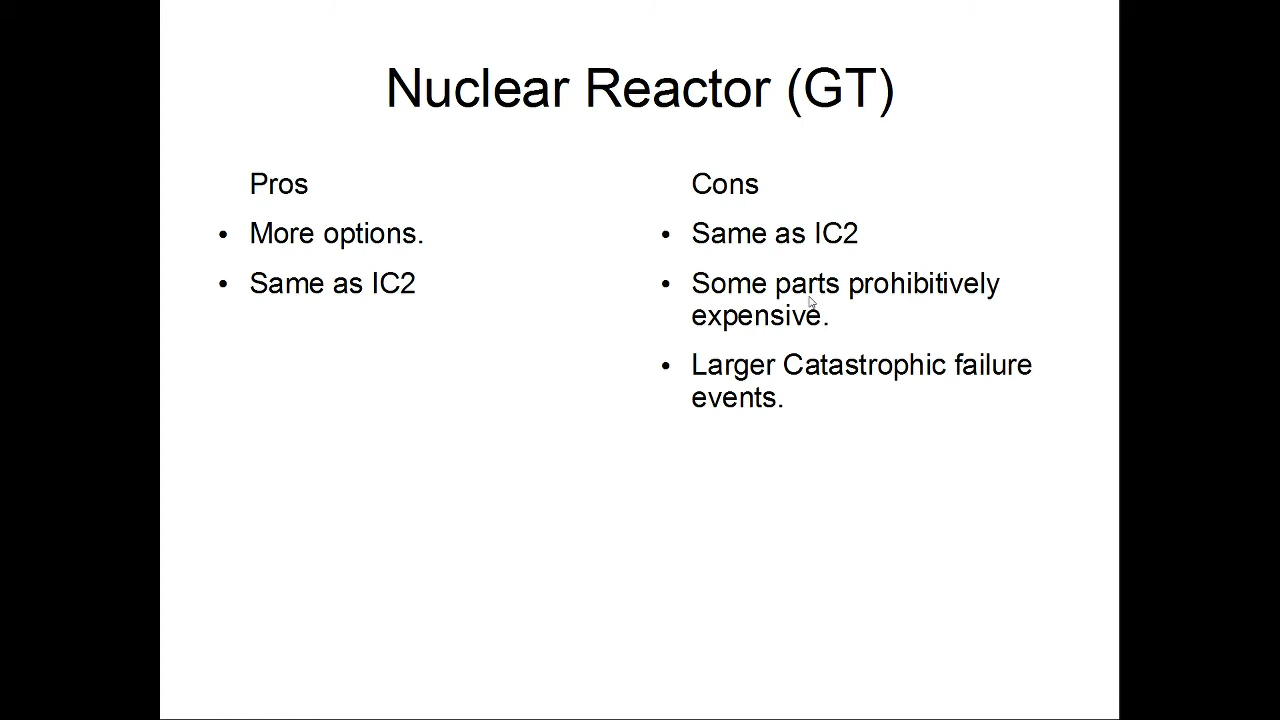 Nuclear Reactor (GT)
Pros
• More options.
• Same as IC2
Cons
• Same as IC2
• Some parts prohibitively
expensive.
• Larger Catastrophic failure
events.